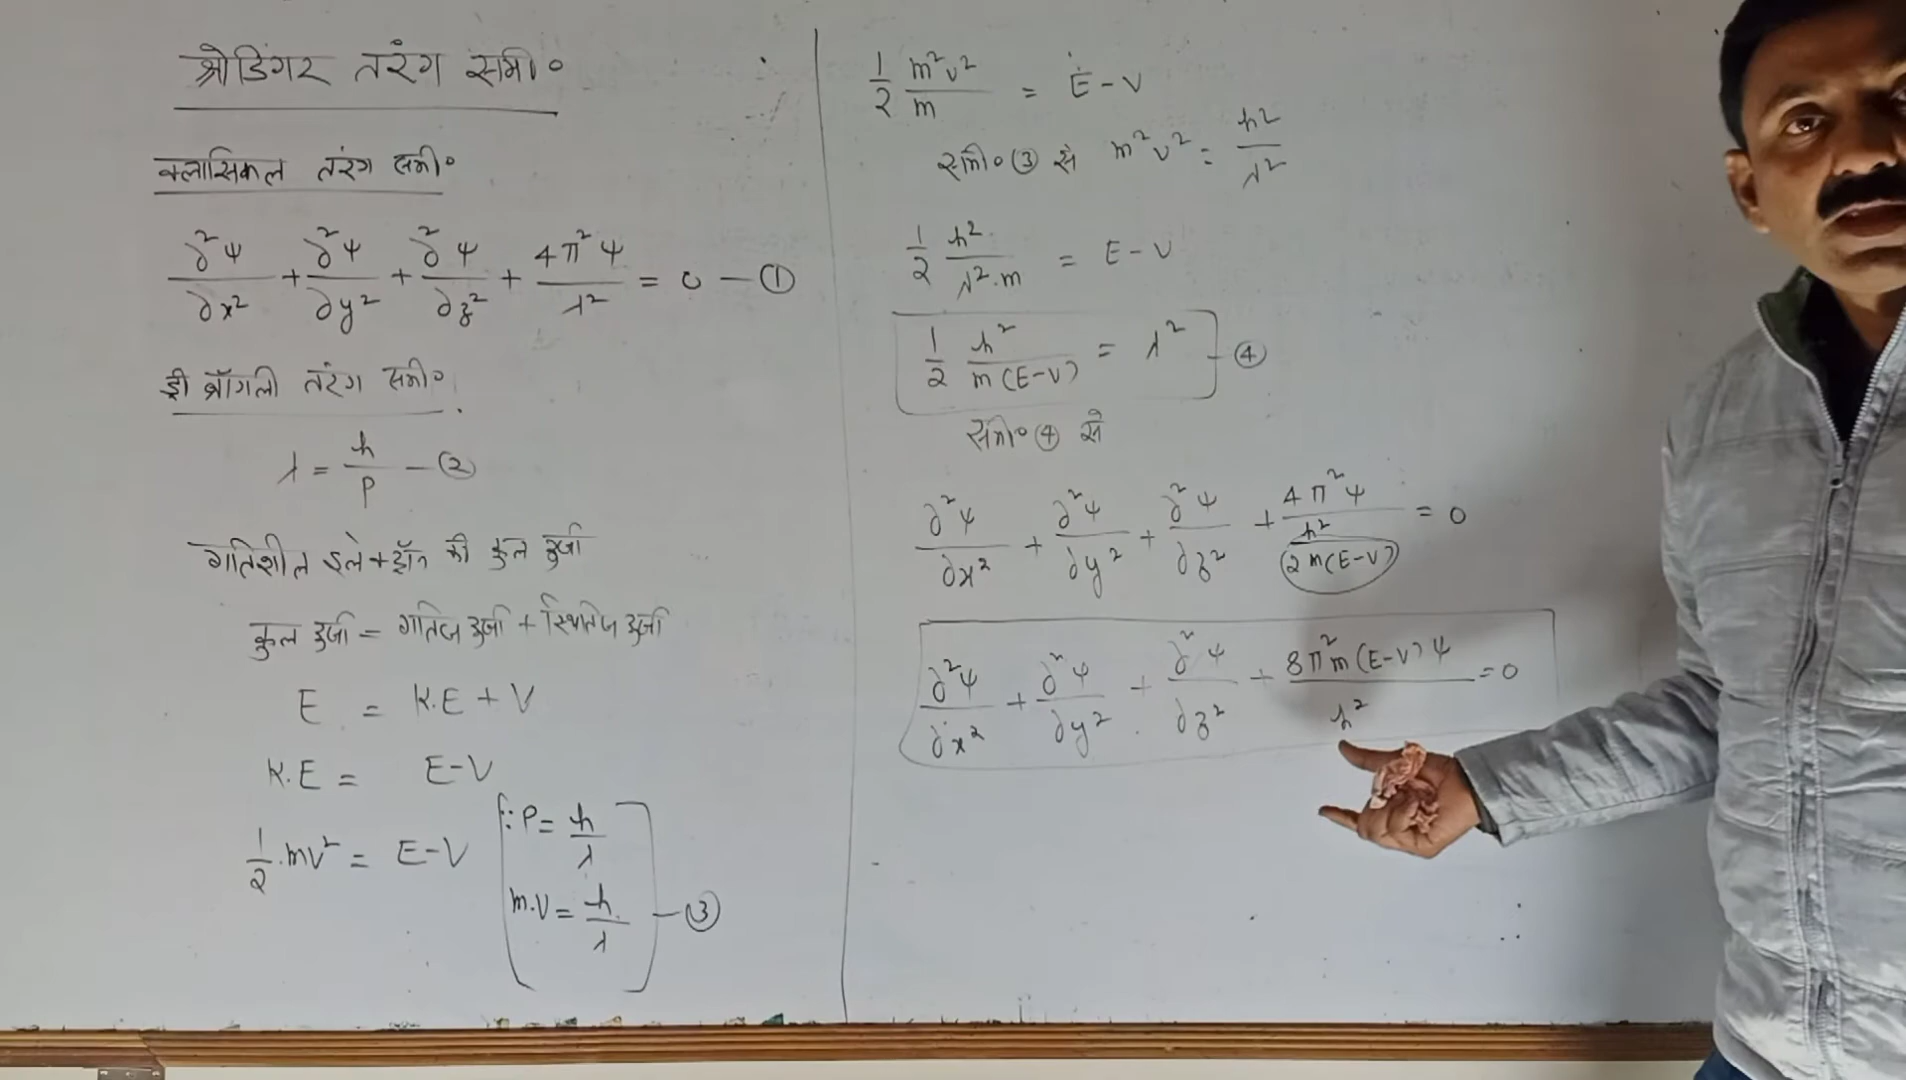 श्रोडिंगर तरंग समी०
क्लासिकल तरंग समी०
∂²ψ/∂x² + ∂²ψ/∂y² + ∂²ψ/∂z² + 4π²ψ/λ² = 0 — ①
डी ब्रॉगली तरंग समी०
λ = h/P — ②
गतिशील इलेक्ट्रॉन की कुल ऊर्जा
कुल ऊर्जा = गतिज ऊर्जा + स्थितिज ऊर्जा
E = K.E + V
K.E = E-V
1/2 .mv² = E-V
∵ P = h/λ
m.v = h/λ — ③
1/2 m²v²/m = E-V
समी० ③ से m²v² = h²/λ²
1/2 h²/λ².m = E-V
1/2 h²/m(E-V) = λ² — ④
समी० ④ से
∂²ψ/∂x² + ∂²ψ/∂y² + ∂²ψ/∂z² + 4π²ψ/h²/2m(E-V) = 0
∂²ψ/∂x² + ∂²ψ/∂y² + ∂²ψ/∂z² + 8π²m(E-V)ψ/h² = 0